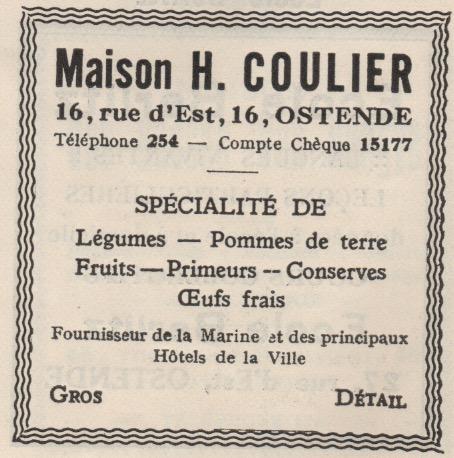 Maison H. COULIER
16, rue d'Est, 16, OSTENDE
Téléphone 254 — Compte Chèque 15177
SPÉCIALITÉ DE
Légumes — Pommes de terre
Fruits — Primeurs -- Conserves
Œufs frais
Fournisseur de la Marine et des principaux
Hôtels de la Ville
GROS DÉTAIL